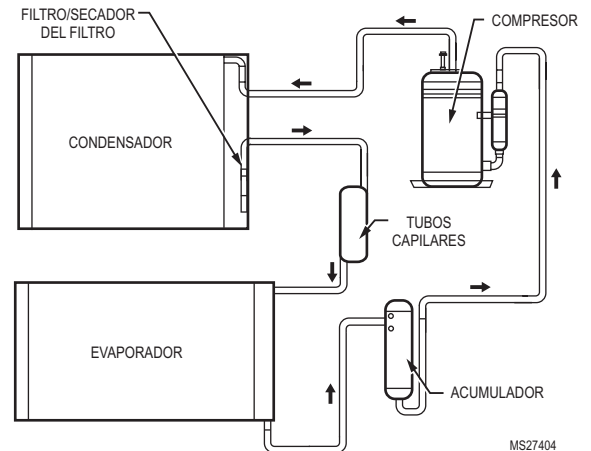 FILTRO/SECADOR
DEL FILTRO
COMPRESOR
CONDENSADOR
TUBOS
CAPILARES
EVAPORADOR
ACUMULADOR
MS27404